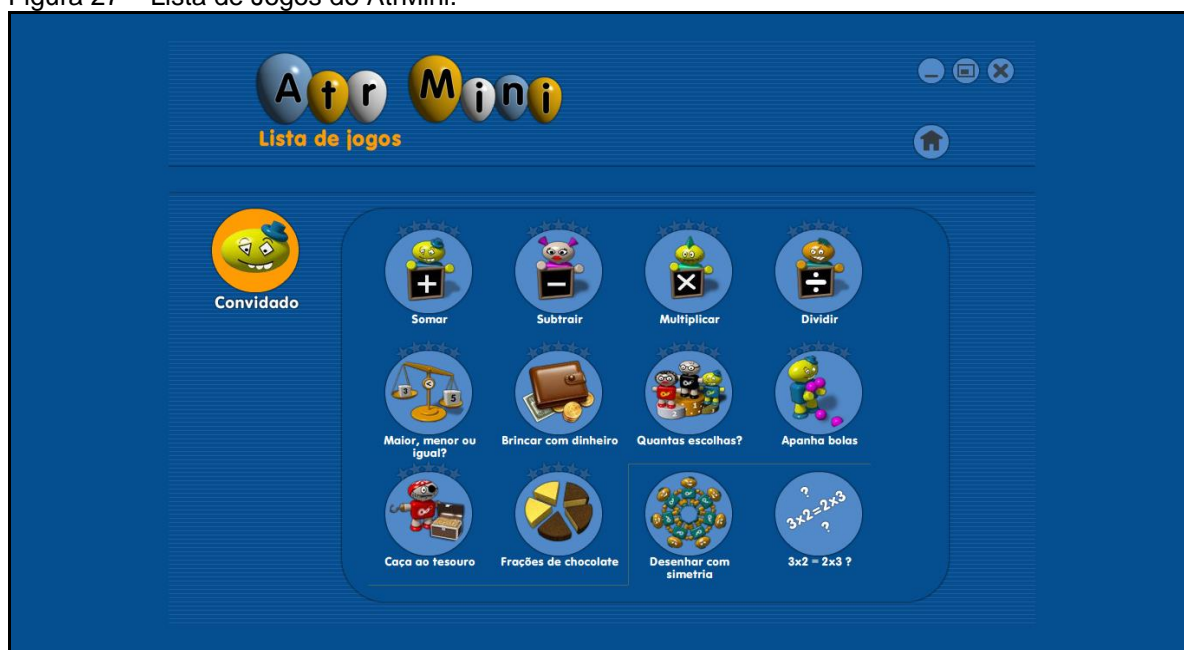 Figura 27 – Lista de Jogos do AtrMini.
Atr Mini
Lista de jogos
Convidado
Somar
Subtrair
Multiplicar
Dividir
Maior, menor ou
igual?
Brincar com dinheiro
Quantas escolhas?
Apanha bolas
Caça ao tesouro
Frações de chocolate
Desenhar com
simetria
?
3x2=2x3
?
3x2 = 2x3 ?